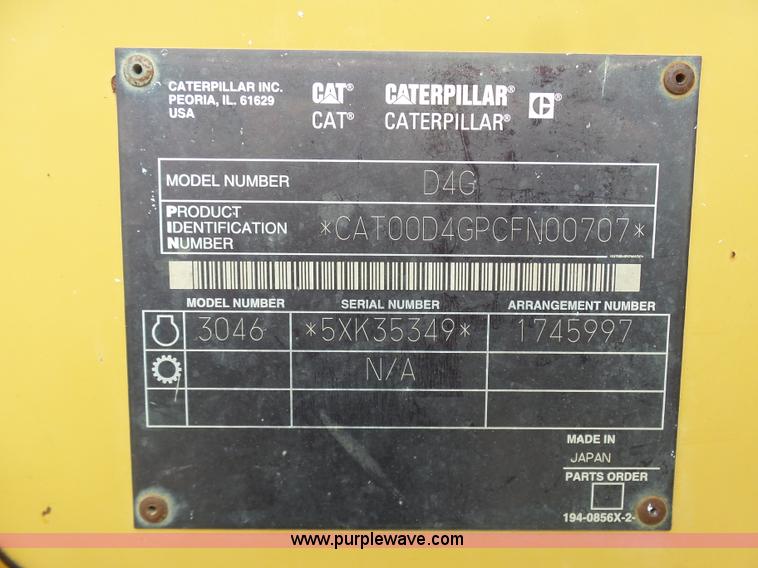 CATERPILLAR INC.
PEORIA, IL. 61629
USA
CAT® CATERPILLAR® C®
CAT® CATERPILLAR®
MODEL NUMBER D4G
PRODUCT
IDENTIFICATION *CAT00D4GPCFN00707*
NUMBER
MODEL NUMBER SERIAL NUMBER ARRANGEMENT NUMBER
3046 *5XK35349* 1745997
N/A
MADE IN
JAPAN
PARTS ORDER
194-0856X-2-
www.purplewave.com